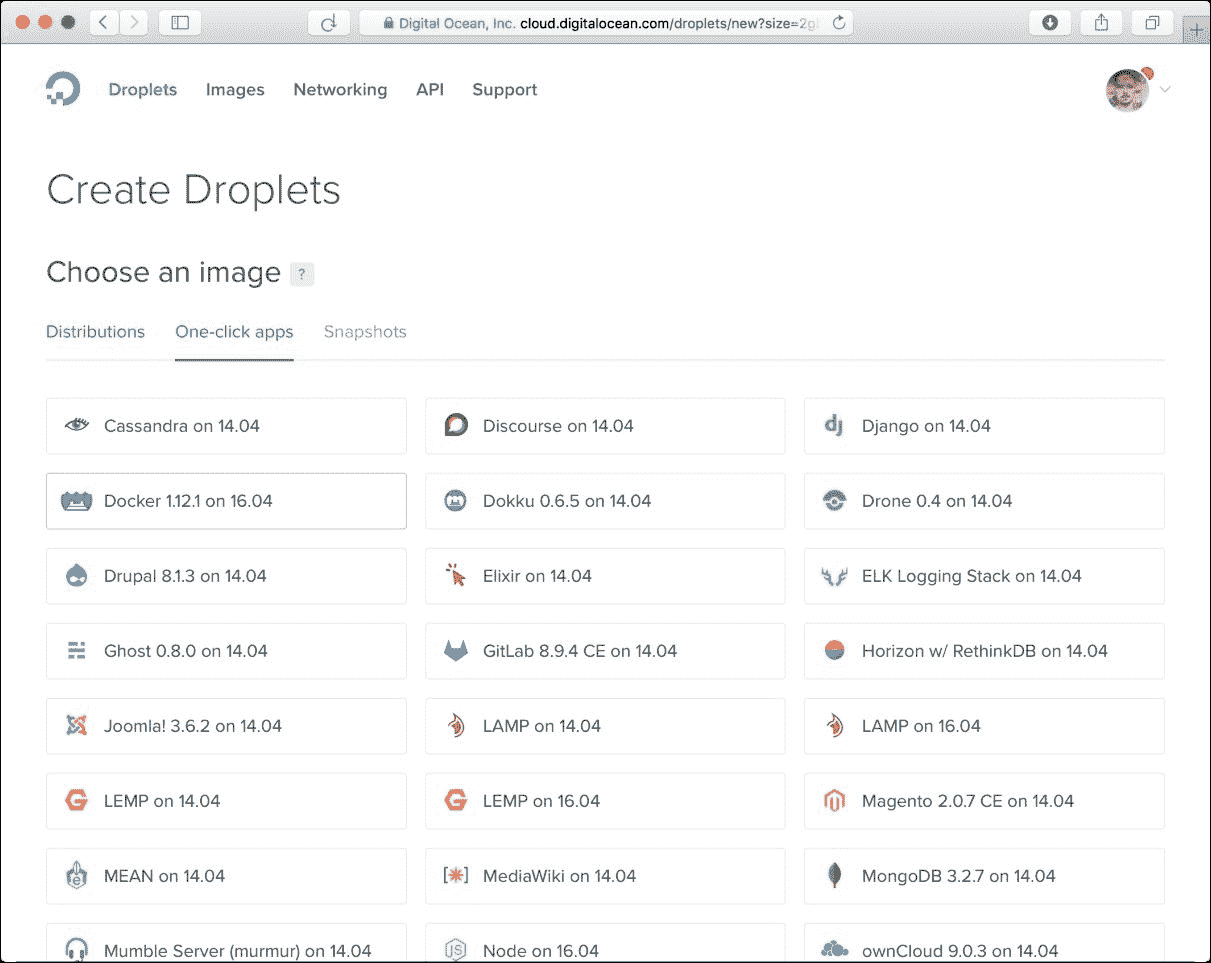 Digital Ocean, Inc. cloud.digitalocean.com/droplets/new?size=2g
Droplets Images Networking API Support
Create Droplets
Choose an image ?
Distributions One-click apps Snapshots
Cassandra on 14.04 Discourse on 14.04 Django on 14.04
Docker 1.12.1 on 16.04 Dokku 0.6.5 on 14.04 Drone 0.4 on 14.04
Drupal 8.1.3 on 14.04 Elixir on 14.04 ELK Logging Stack on 14.04
Ghost 0.8.0 on 14.04 GitLab 8.9.4 CE on 14.04 Horizon w/ RethinkDB on 14.04
Joomla! 3.6.2 on 14.04 LAMP on 14.04 LAMP on 16.04
LEMP on 14.04 LEMP on 16.04 Magento 2.0.7 CE on 14.04
MEAN on 14.04 MediaWiki on 14.04 MongoDB 3.2.7 on 14.04
Mumble Server (murmur) on 14.04 Node on 16.04 ownCloud 9.0.3 on 14.04